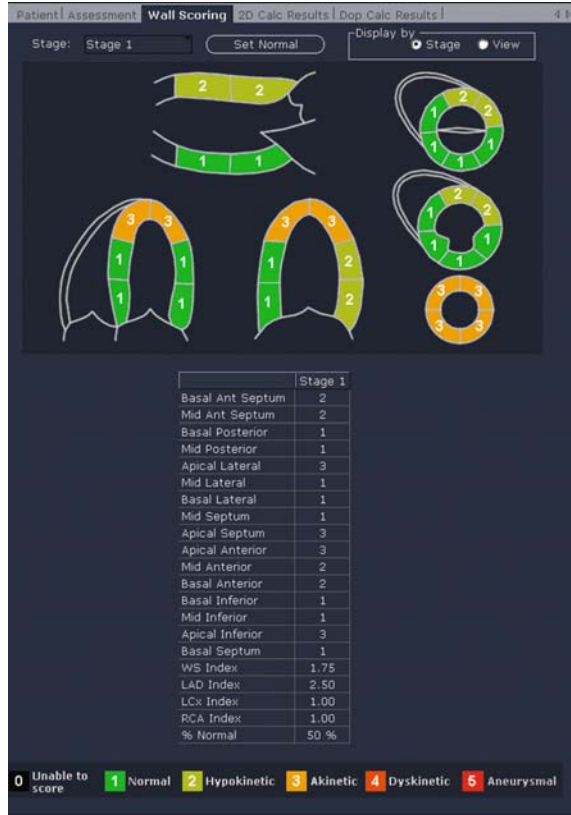 Patient Assessment Wall Scoring 2D Calc Results Dop Calc Results
Stage: Stage 1 Set Normal Display by Stage View
2 2
1 1
2 2 1 1 1 1
3 3 1 1 1 1
3 3 1 2 1 2
2 2 1 1 1 1
3 3 3 3
Stage 1
Basal Ant Septum 2
Mid Ant Septum 2
Basal Posterior 1
Mid Posterior 1
Apical Lateral 3
Mid Lateral 1
Basal Lateral 1
Mid Septum 1
Apical Septum 3
Apical Anterior 3
Mid Anterior 2
Basal Anterior 2
Basal Inferior 1
Mid Inferior 1
Apical Inferior 3
Basal Septum 1
WS Index 1.75
LAD Index 2.50
LCx Index 1.00
RCA Index 1.00
% Normal 50 %
0 Unable to score 1 Normal 2 Hypokinetic 3 Akinetic 4 Dyskinetic 5 Aneurysmal